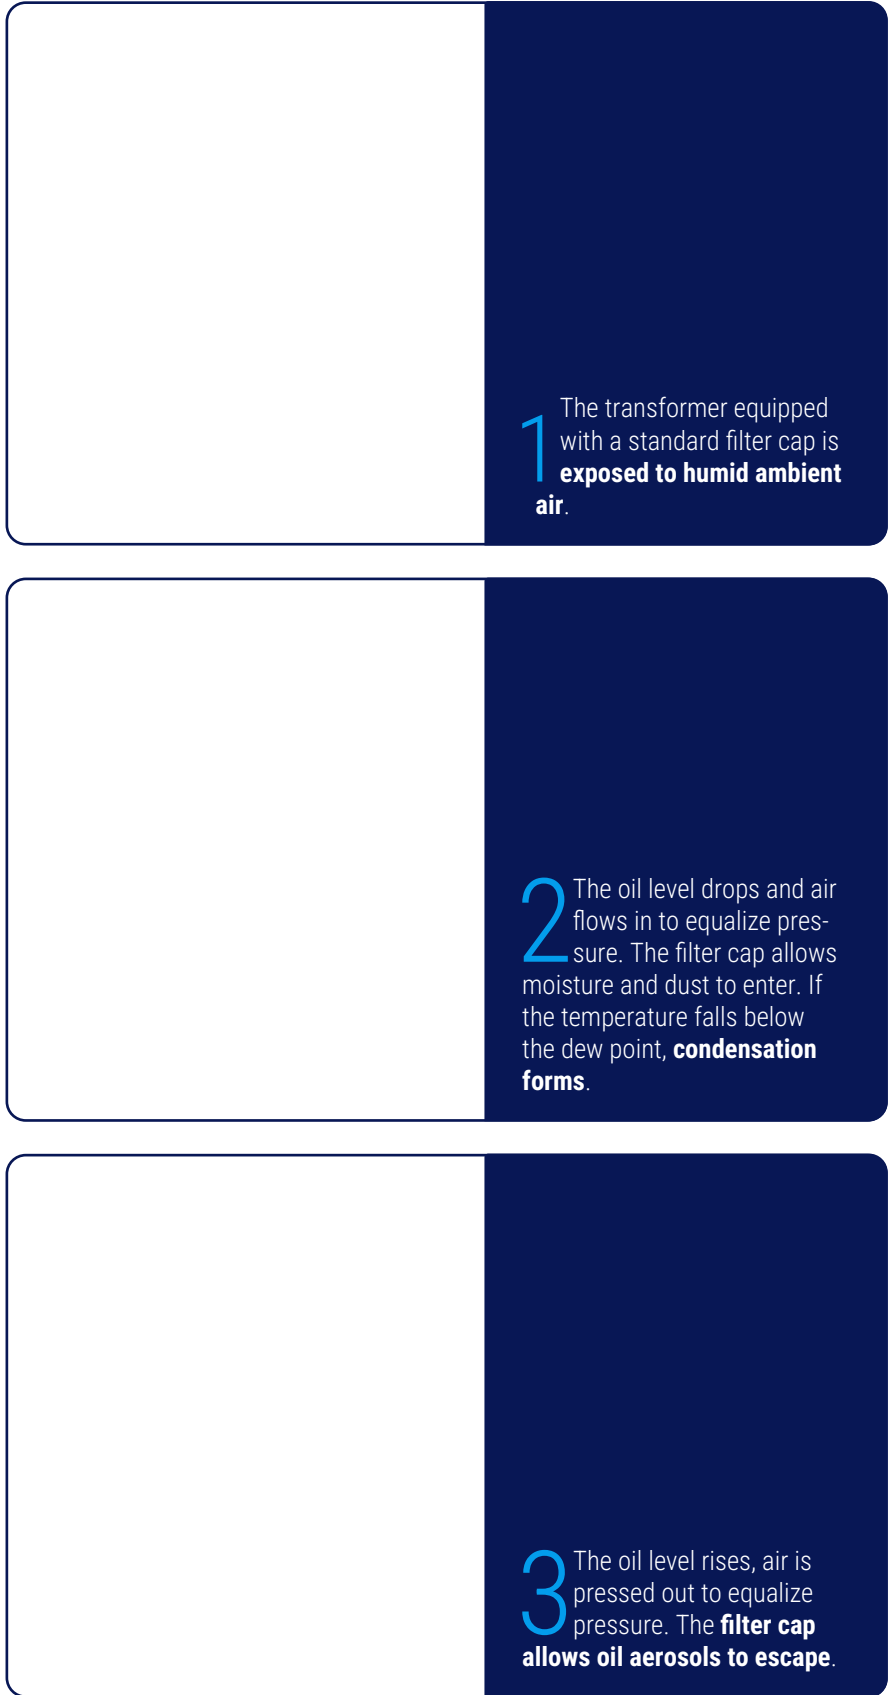 1 The transformer equipped
with a standard filter cap is
exposed to humid ambient
air.
2 The oil level drops and air
flows in to equalize pres-
sure. The filter cap allows
moisture and dust to enter. If
the temperature falls below
the dew point, condensation
forms.
3 The oil level rises, air is
pressed out to equalize
pressure. The filter cap
allows oil aerosols to escape.